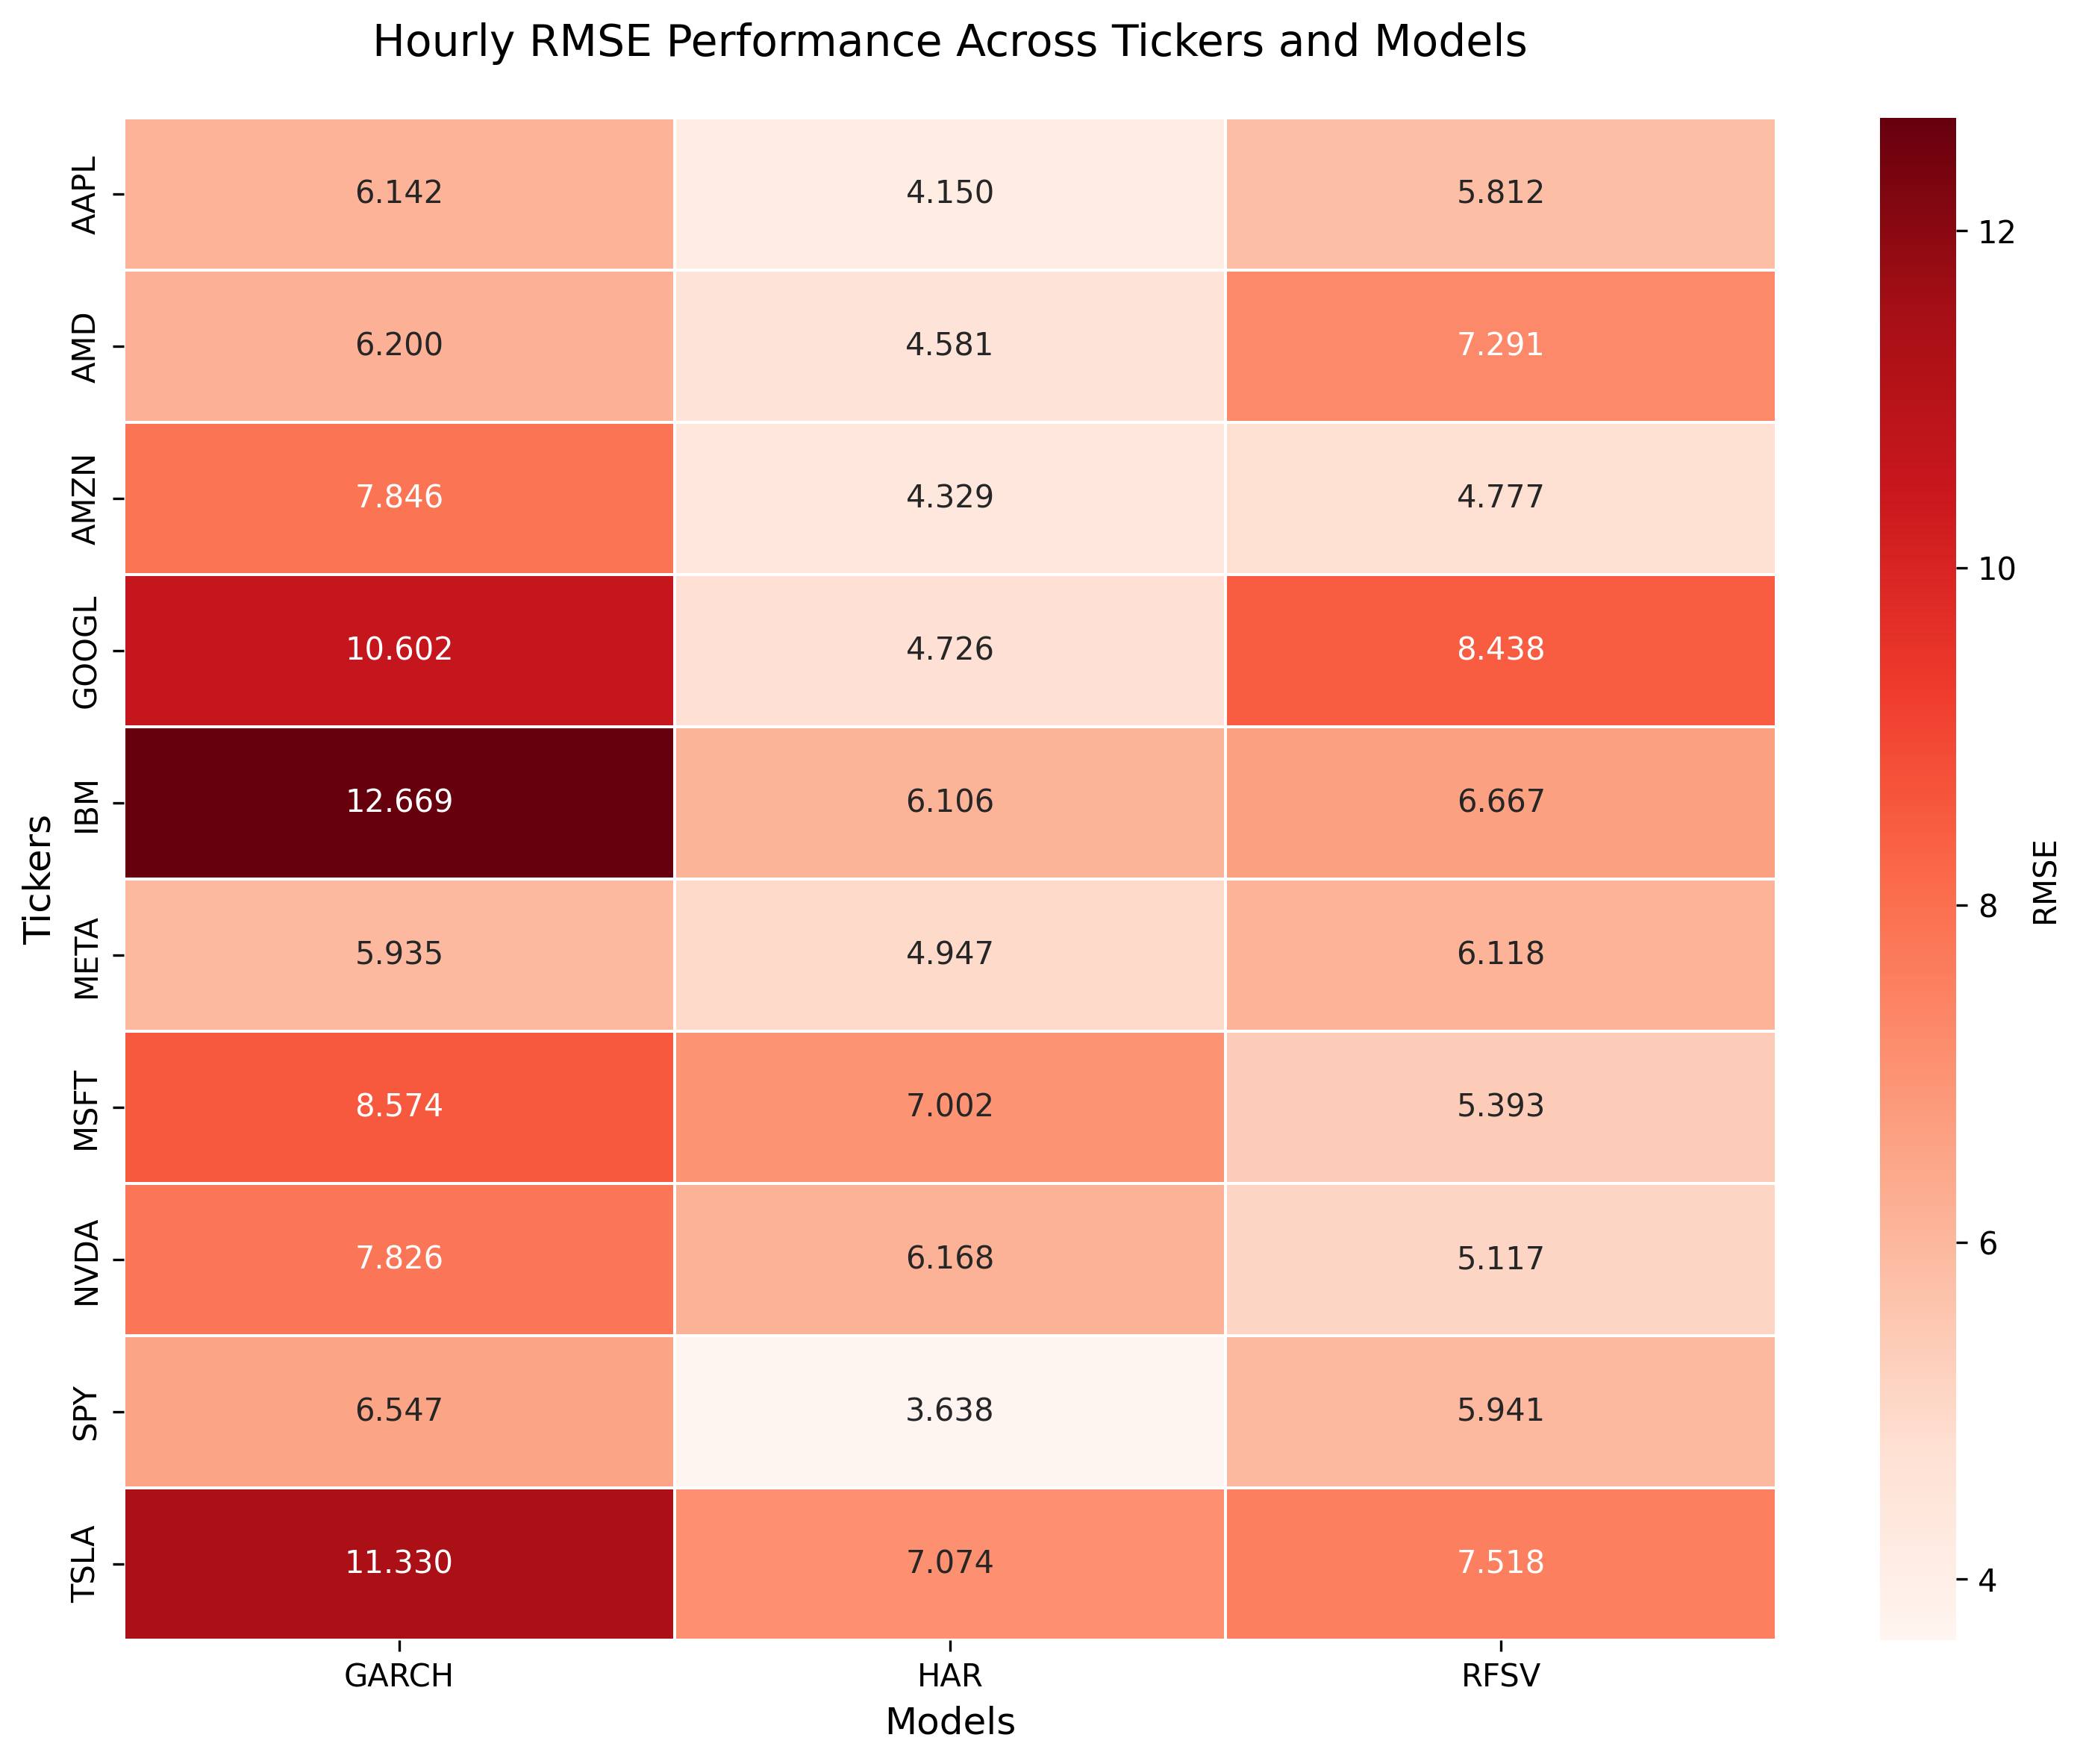 Hourly RMSE Performance Across Tickers and Models
Tickers
AAPL 6.142 4.150 5.812
AMD 6.200 4.581 7.291
AMZN 7.846 4.329 4.777
GOOGL 10.602 4.726 8.438
IBM 12.669 6.106 6.667
META 5.935 4.947 6.118
MSFT 8.574 7.002 5.393
NVDA 7.826 6.168 5.117
SPY 6.547 3.638 5.941
TSLA 11.330 7.074 7.518
GARCH HAR RFSV
Models
12
10
8
6
4
RMSE